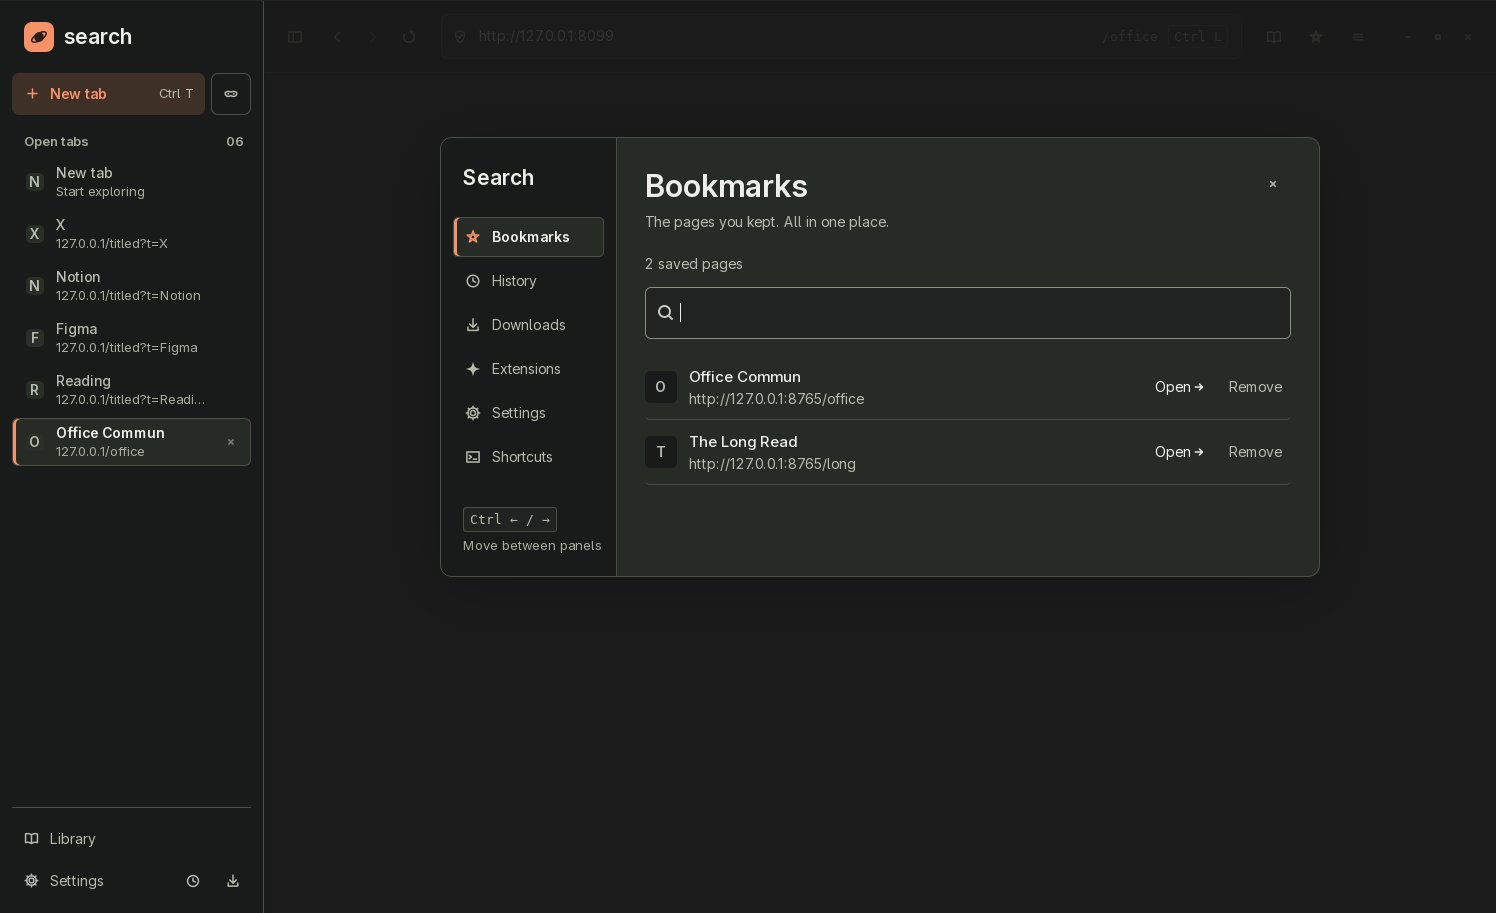 search
New tab Ctrl T
Open tabs 06
N New tab
Start exploring
X X
127.0.0.1/titled?t=X
N Notion
127.0.0.1/titled?t=Notion
F Figma
127.0.0.1/titled?t=Figma
R Reading
127.0.0.1/titled?t=Readi…
O Office Commun
127.0.0.1/office
Library
Settings
http://127.0.0.1:8099 /office Ctrl L
Search
Bookmarks
History
Downloads
Extensions
Settings
Shortcuts
Ctrl ← / →
Move between panels
Bookmarks
The pages you kept. All in one place.
2 saved pages
O Office Commun
http://127.0.0.1:8765/office
Open → Remove
T The Long Read
http://127.0.0.1:8765/long
Open → Remove